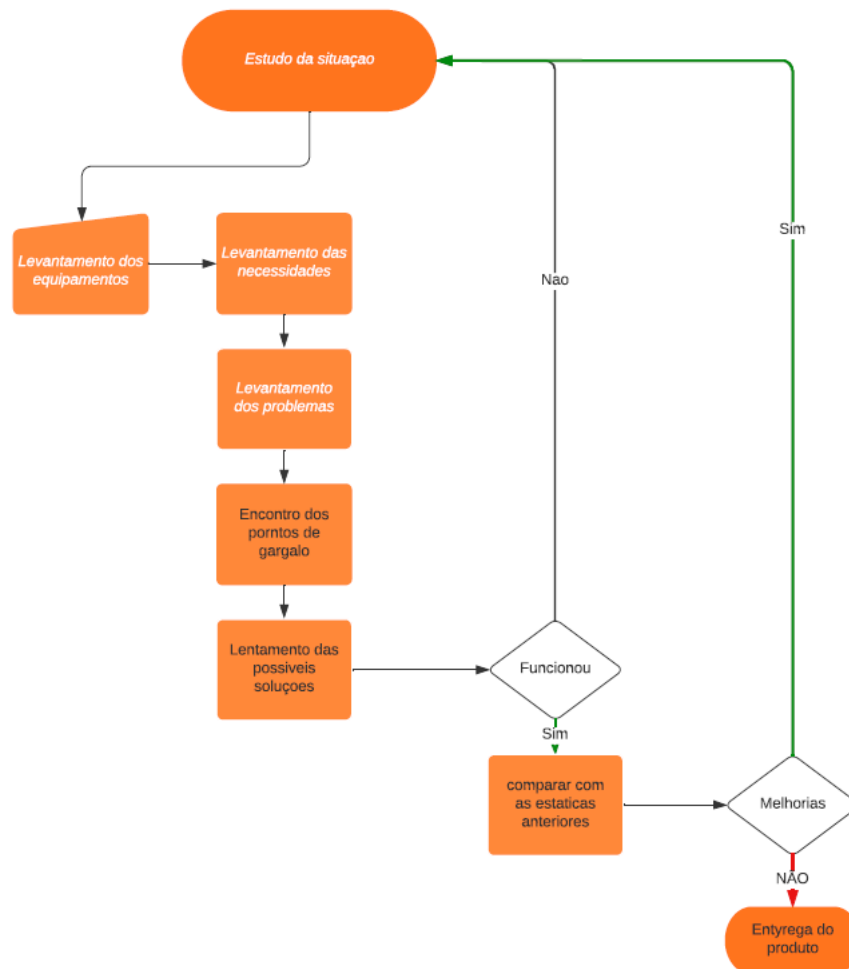 Estudo da situaçao
Levantamento dos
equipamentos
Levantamento das
necessidades
Levantamento
dos problemas
Encontro dos
porntos de
gargalo
Lentamento das
possiveis
soluçoes
Funcionou
Nao
Sim
comparar com
as estaticas
anteriores
Melhorias
Sim
NÃO
Entyrega do
produto